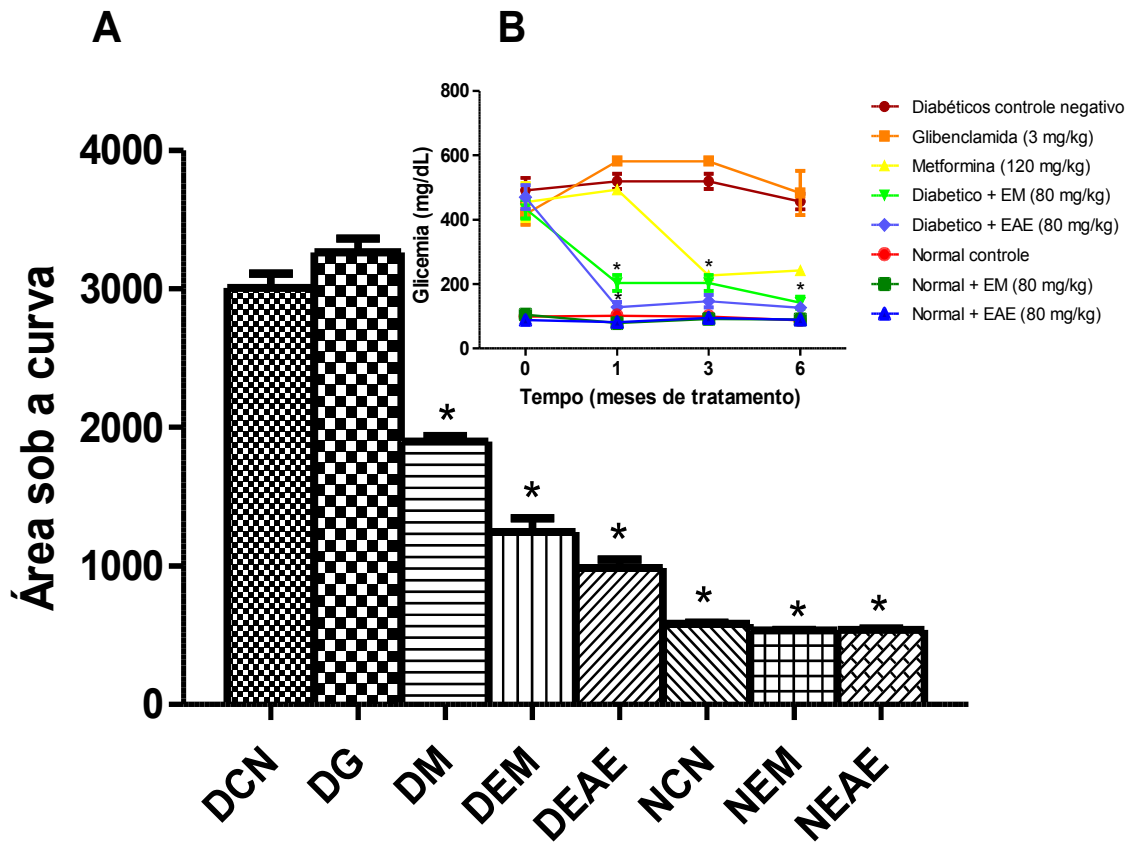 A
B
Área sob a curva
4000
3000
2000
1000
0
*
*
*
*
*
*
DCN
DG
DM
DEM
DEAE
NCN
NEM
NEAE
Glicemia (mg/dL)
800
600
400
200
0
*
*
*
*
0
1
3
6
Tempo (meses de tratamento)
Diabéticos controle negativo
Glibenclamida (3 mg/kg)
Metformina (120 mg/kg)
Diabetico + EM (80 mg/kg)
Diabetico + EAE (80 mg/kg)
Normal controle
Normal + EM (80 mg/kg)
Normal + EAE (80 mg/kg)